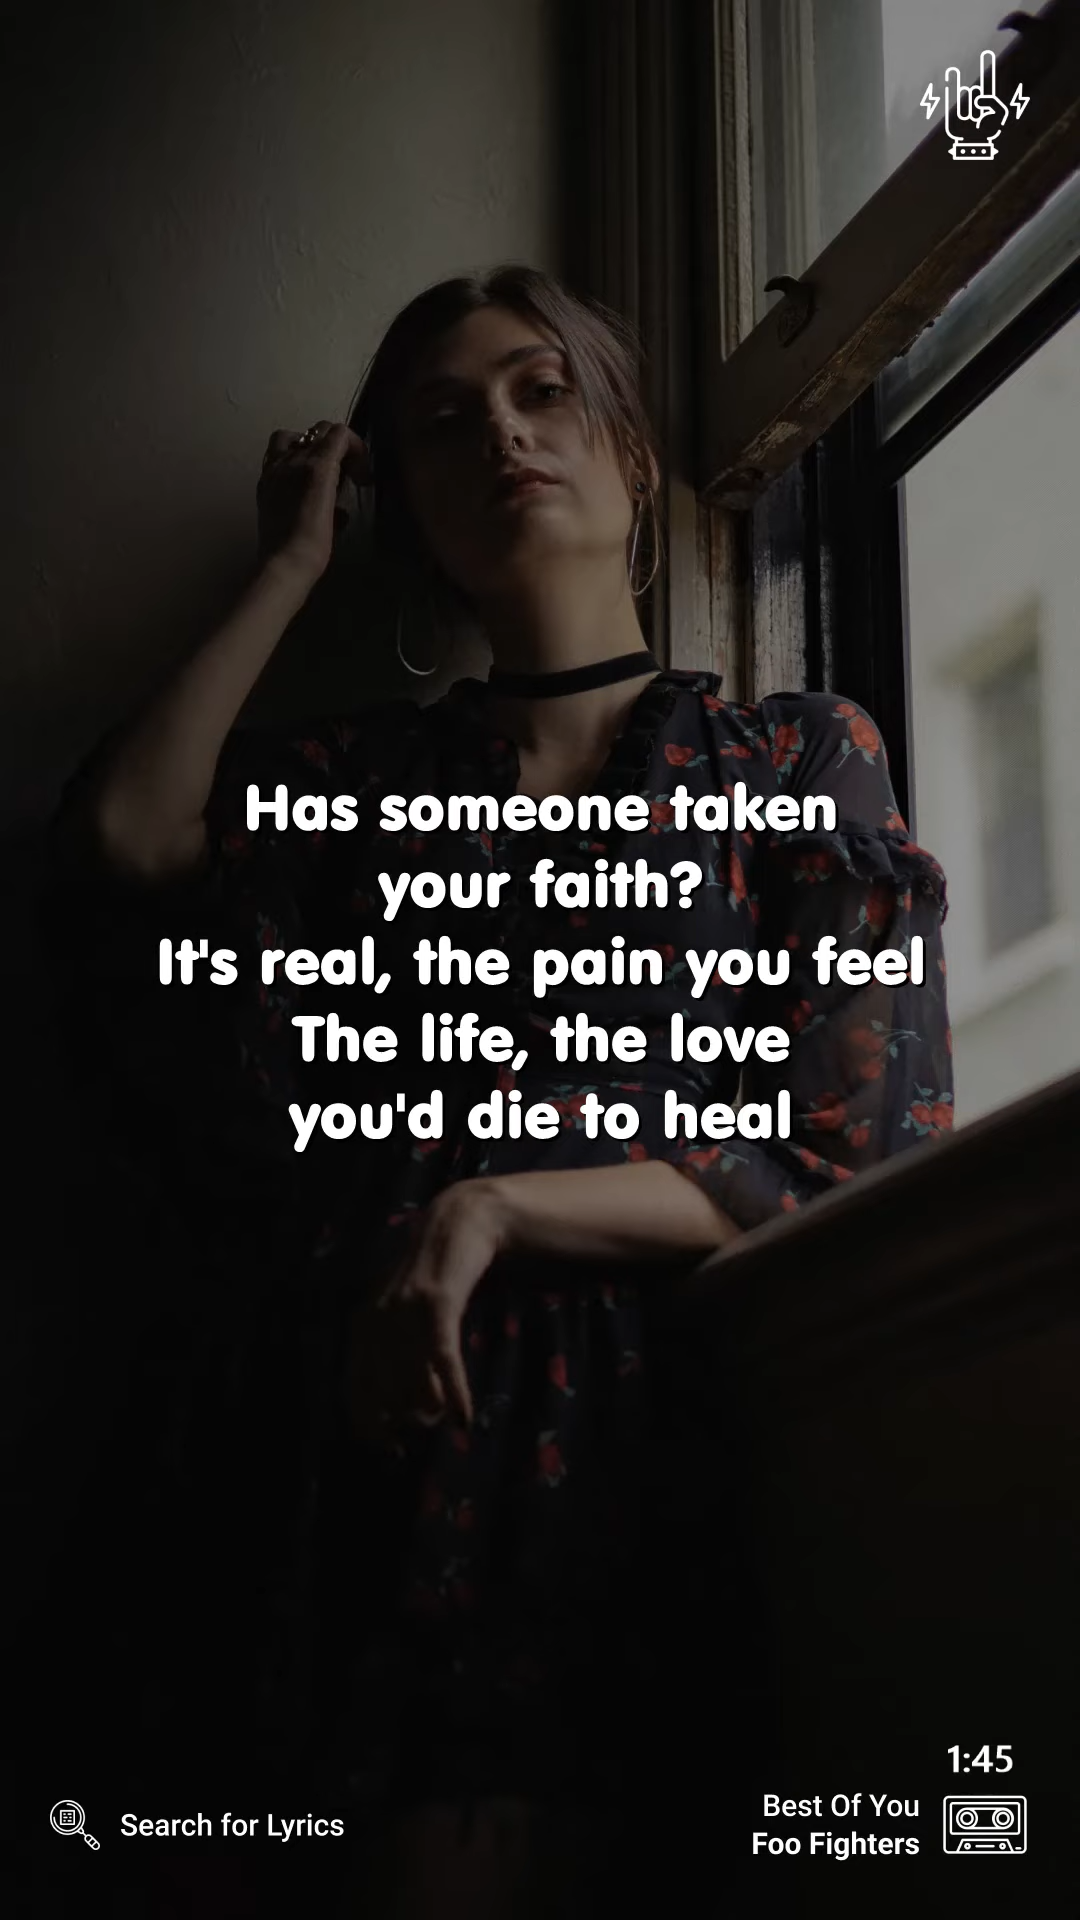 Has someone taken
your faith?
It's real, the pain you feel
The life, the love
you'd die to heal
1:45
Search for Lyrics
Best Of You
Foo Fighters